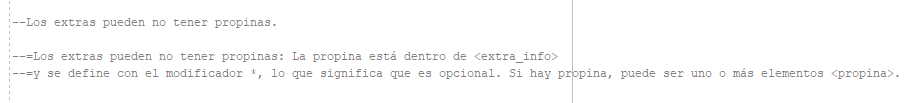 --Los extras pueden no tener propinas.
--=Los extras pueden no tener propinas: La propina está dentro de <extra_info>
--=y se define con el modificador *, lo que significa que es opcional. Si hay propina, puede ser uno o más elementos <propina>.